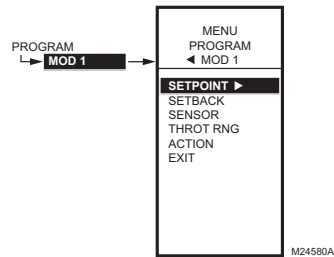 PROGRAM
MOD 1
MENU
PROGRAM
◄ MOD 1
SETPOINT ►
SETBACK
SENSOR
THROT RNG
ACTION
EXIT
M24580A